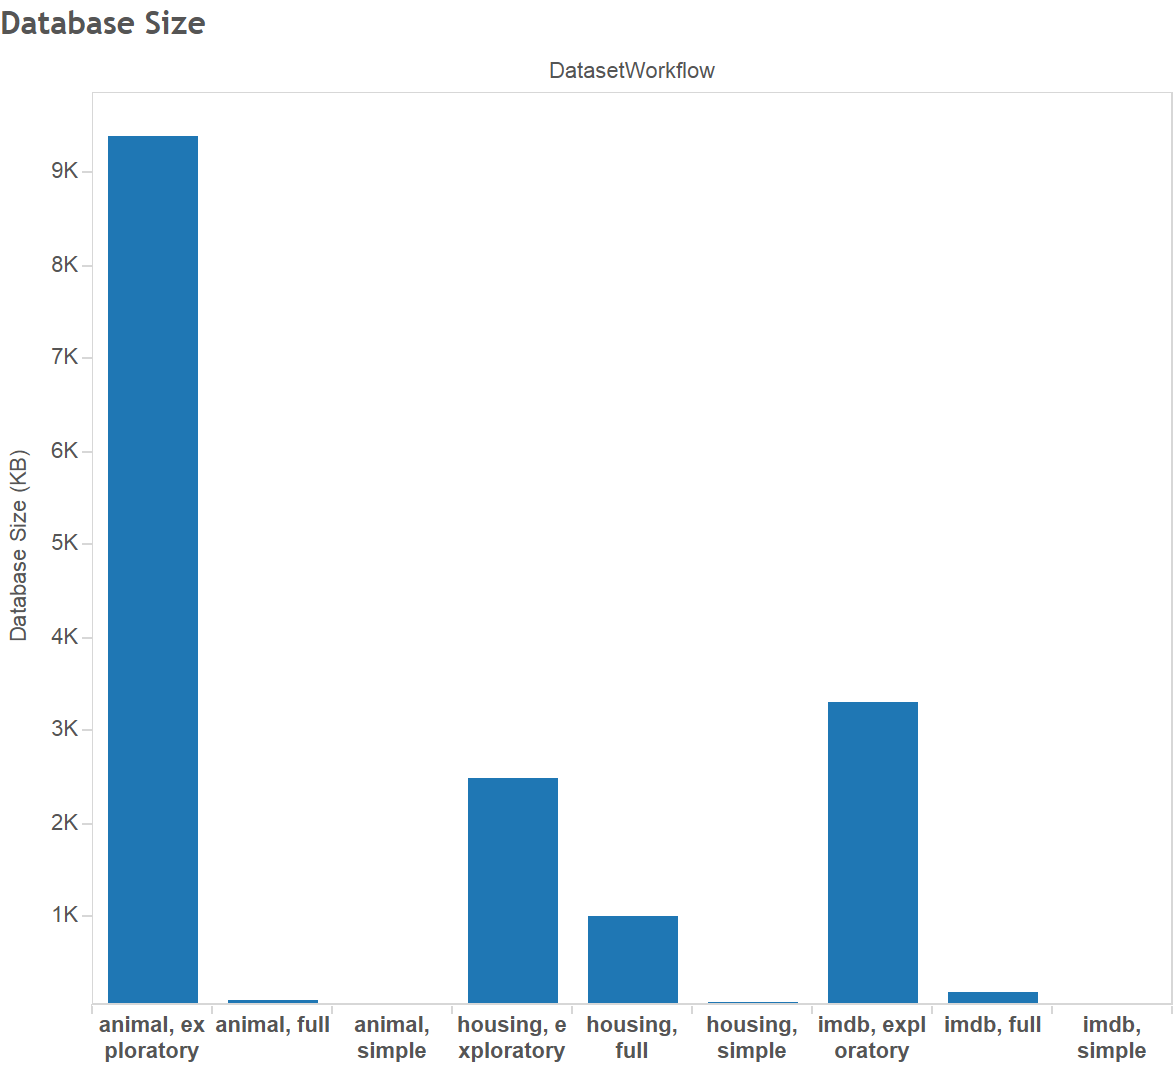 Database Size
DatasetWorkflow
Database Size (KB)
9K
8K
7K
6K
5K
4K
3K
2K
1K
animal, ex
ploratory
animal, full
animal,
simple
housing, e
xploratory
housing,
full
housing,
simple
imdb, expl
oratory
imdb, full
imdb,
simple